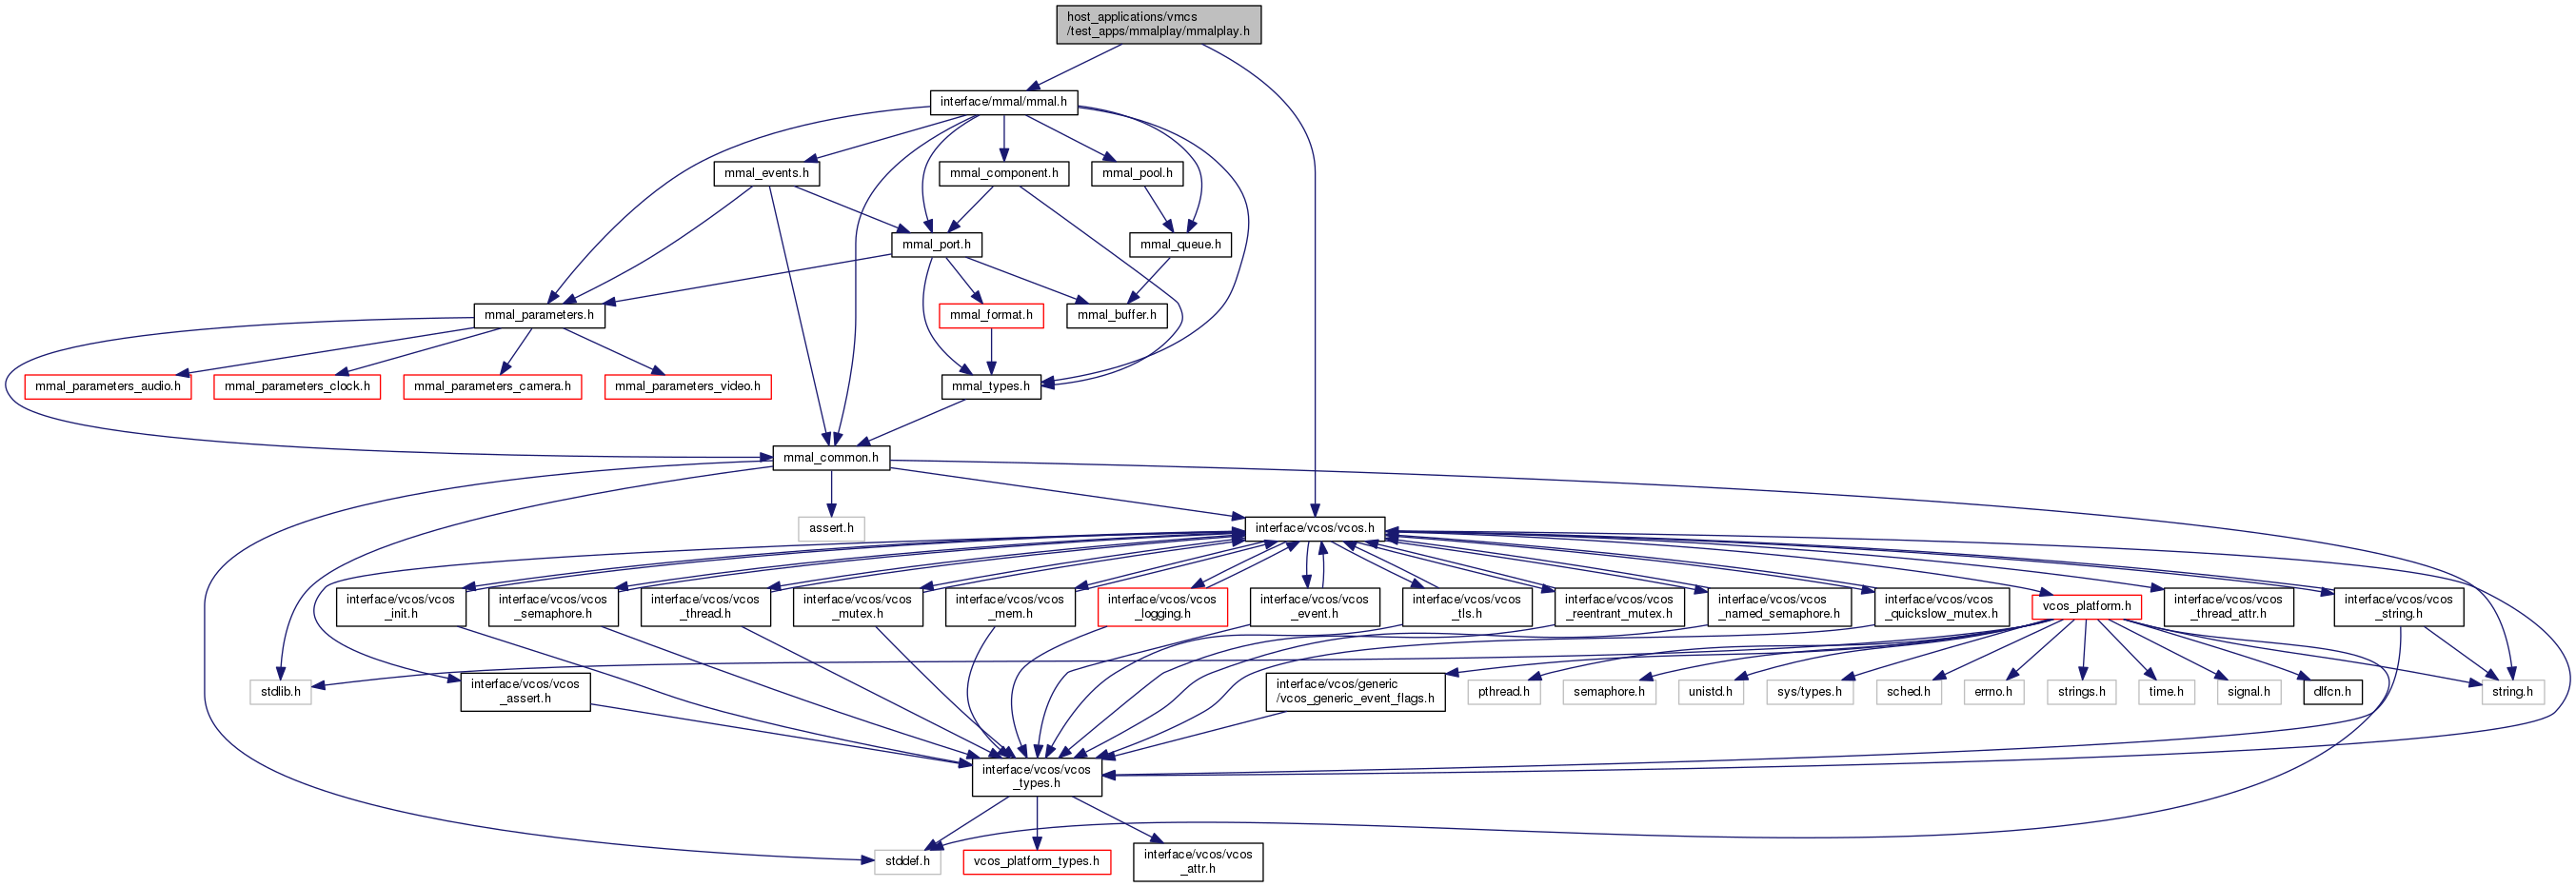 host_applications/vmcs
/test_apps/mmalplay/mmalplay.h
interface/mmal/mmal.h
mmal_events.h
mmal_component.h
mmal_pool.h
mmal_port.h
mmal_queue.h
mmal_parameters.h
mmal_format.h
mmal_buffer.h
mmal_parameters_audio.h
mmal_parameters_clock.h
mmal_parameters_camera.h
mmal_parameters_video.h
mmal_types.h
mmal_common.h
assert.h
interface/vcos/vcos.h
interface/vcos/vcos
_init.h
interface/vcos/vcos
_semaphore.h
interface/vcos/vcos
_thread.h
interface/vcos/vcos
_mutex.h
interface/vcos/vcos
_mem.h
interface/vcos/vcos
_logging.h
interface/vcos/vcos
_event.h
interface/vcos/vcos
_tls.h
interface/vcos/vcos
_reentrant_mutex.h
interface/vcos/vcos
_named_semaphore.h
interface/vcos/vcos
_quickslow_mutex.h
vcos_platform.h
interface/vcos/vcos
_thread_attr.h
interface/vcos/vcos
_string.h
stdlib.h
interface/vcos/vcos
_assert.h
interface/vcos/generic
/vcos_generic_event_flags.h
pthread.h
semaphore.h
unistd.h
sys/types.h
sched.h
errno.h
strings.h
time.h
signal.h
dlfcn.h
string.h
interface/vcos/vcos
_types.h
stddef.h
vcos_platform_types.h
interface/vcos/vcos
_attr.h